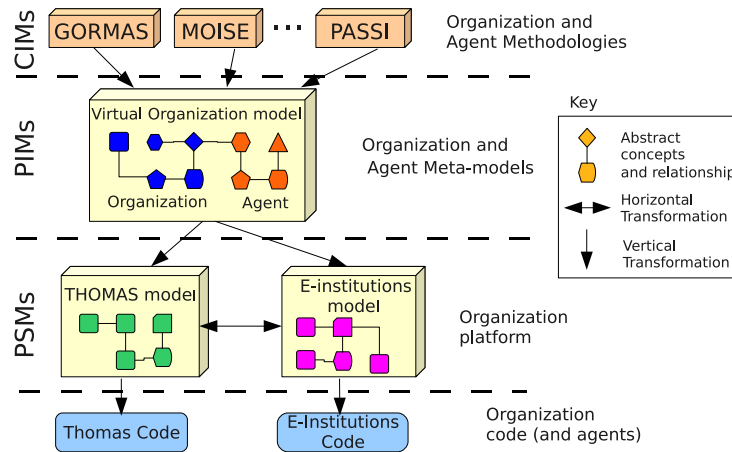 CIMs
GORMAS
MOISE
...
PASSI
Organization and
Agent Methodologies
PIMs
Virtual Organization model
Organization
Agent
Organization and
Agent Meta-models
Key
Abstract
concepts
and relationship
Horizontal
Transformation
Vertical
Transformation
PSMs
THOMAS model
E-institutions
model
Organization
platform
Thomas Code
E-Institutions
Code
Organization
code (and agents)